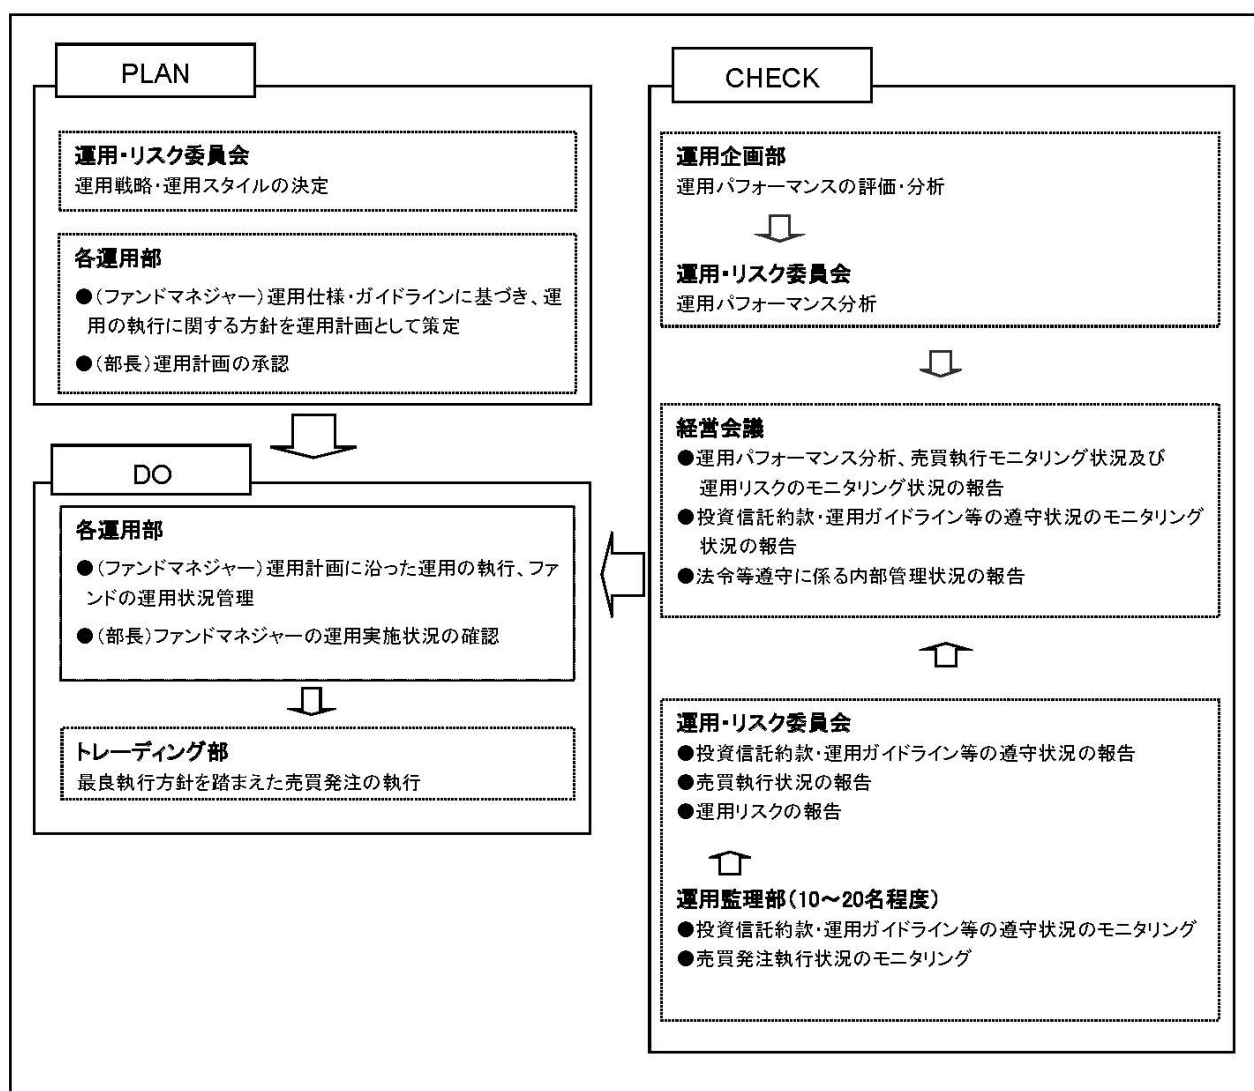 PLAN
運用・リスク委員会
運用戦略・運用スタイルの決定
各運用部
●(ファンドマネジャー)運用仕様・ガイドラインに基づき、運
用の執行に関する方針を運用計画として策定
●(部長)運用計画の承認
DO
各運用部
●(ファンドマネジャー)運用計画に沿った運用の執行、ファ
ンドの運用状況管理
●(部長)ファンドマネジャーの運用実施状況の確認
トレーディング部
最良執行方針を踏まえた売買発注の執行
CHECK
運用企画部
運用パフォーマンスの評価・分析
運用・リスク委員会
運用パフォーマンス分析
経営会議
●運用パフォーマンス分析、売買執行モニタリング状況及び
運用リスクのモニタリング状況の報告
●投資信託約款・運用ガイドライン等の遵守状況のモニタリング
状況の報告
●法令等遵守に係る内部管理状況の報告
運用・リスク委員会
●投資信託約款・運用ガイドライン等の遵守状況の報告
●売買執行状況の報告
●運用リスクの報告
運用監理部(10～20名程度)
●投資信託約款・運用ガイドライン等の遵守状況のモニタリング
●売買発注執行状況のモニタリング